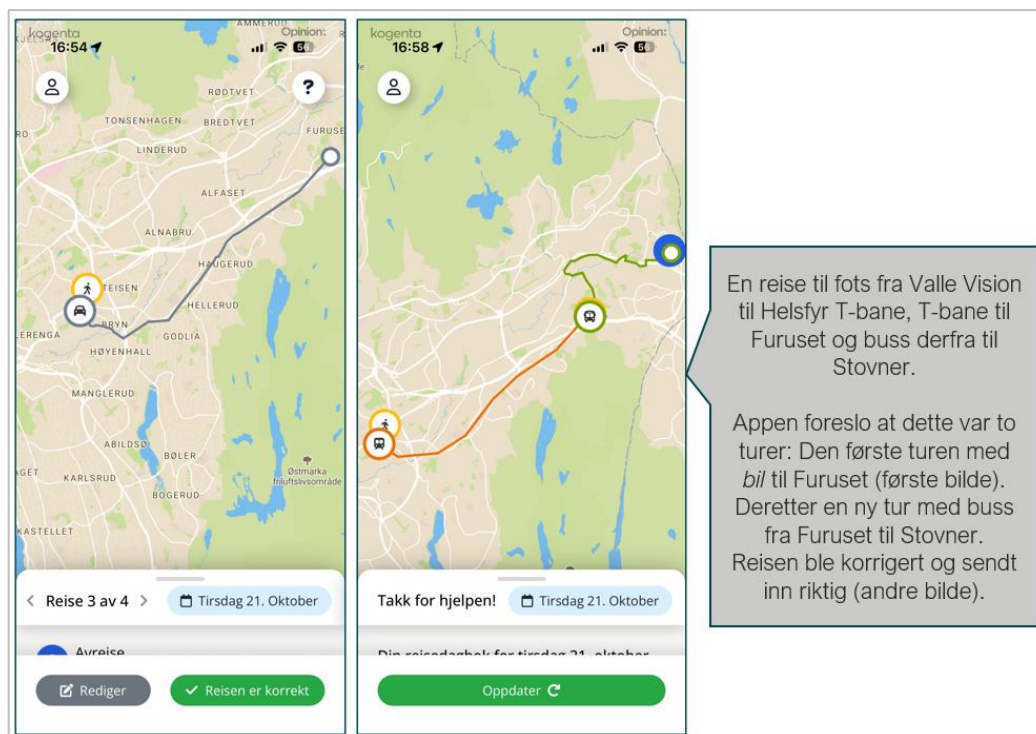 kogenta
Opinion:
16:54
56
?
AMMERUD
RØDTVET
TONSENHAGEN
BREDTVET
FURUSE
LINDERUD
ALFASET
ALNABRU
HAUGERUD
TEISEN
HELLERUD
BRYN
LERENGA
GODLIA
HØYENHALL
MANGLERUD
ABILDSØ
BØLER
KARLSRUD
Østmarka
friluftslivsområde
BOGERUD
KASTELLET
Reise 3 av 4
Tirsdag 21. Oktober
Avreise
Rediger
Reisen er korrekt
kogenta
Opinion:
16:58
56
Takk for hjelpen!
Tirsdag 21. Oktober
Din reisedagbok for tirsdag 21. oktober
Oppdater
En reise til fots fra Valle Vision
til Helsfyr T-bane, T-bane til
Furuset og buss derfra til
Stovner.
Appen foreslo at dette var to
turer: Den første turen med
bil til Furuset (første bilde).
Deretter en ny tur med buss
fra Furuset til Stovner.
Reisen ble korrigert og sendt
inn riktig (andre bilde).